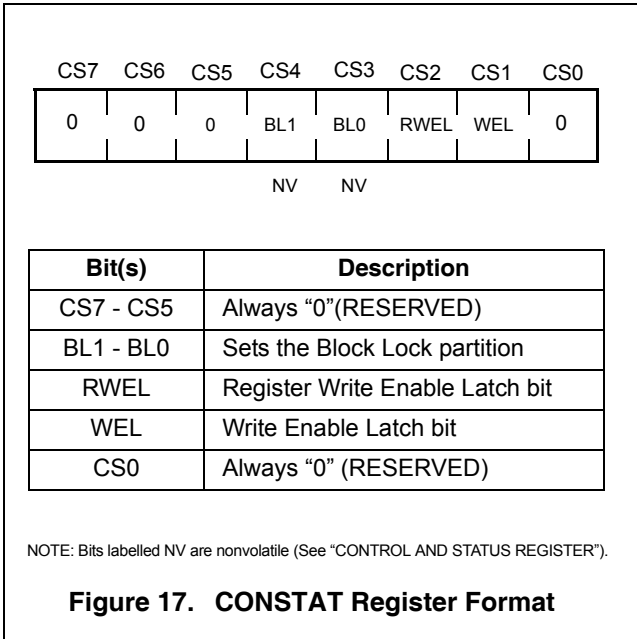 CS7 CS6 CS5 CS4 CS3 CS2 CS1 CS0
0 0 0 BL1 BL0 RWEL WEL 0
NV NV
Bit(s) Description
CS7 - CS5 Always “0”(RESERVED)
BL1 - BL0 Sets the Block Lock partition
RWEL Register Write Enable Latch bit
WEL Write Enable Latch bit
CS0 Always “0” (RESERVED)
NOTE: Bits labelled NV are nonvolatile (See “CONTROL AND STATUS REGISTER”).
Figure 17. CONSTAT Register Format